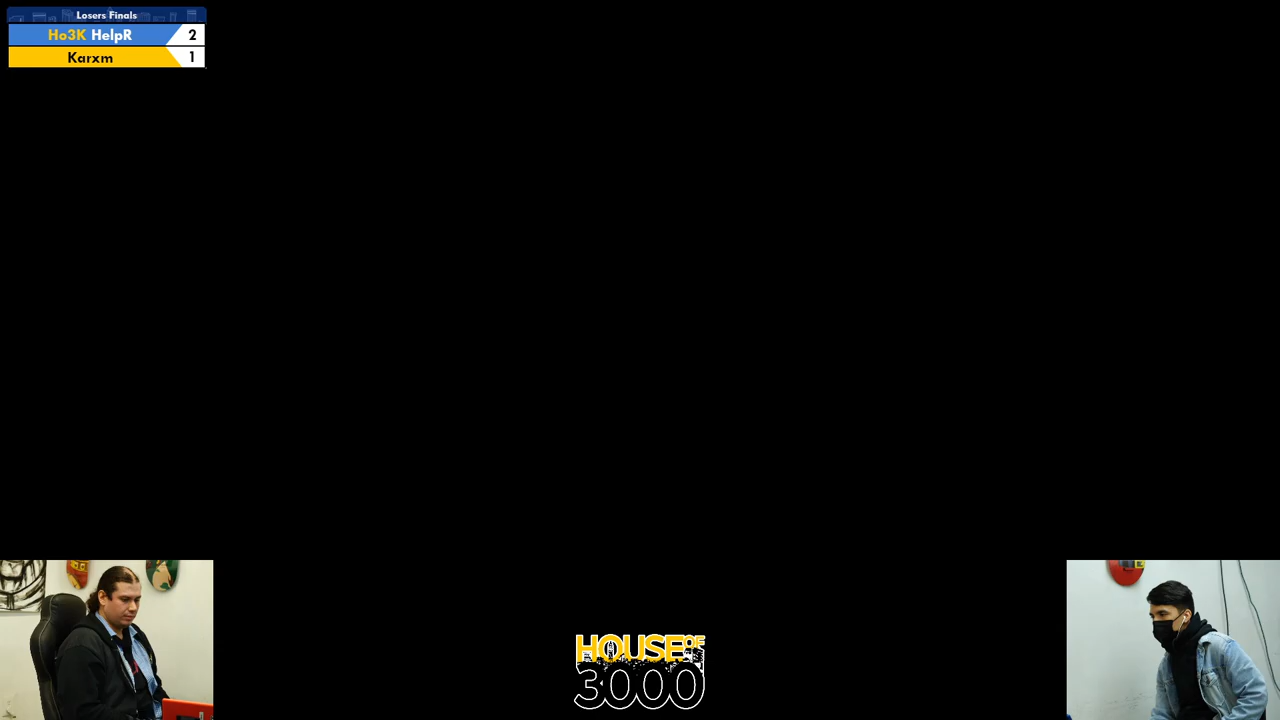 Losers Finals
Ho3K HelpR 2
Karxm 1
HOUSE OF
3000